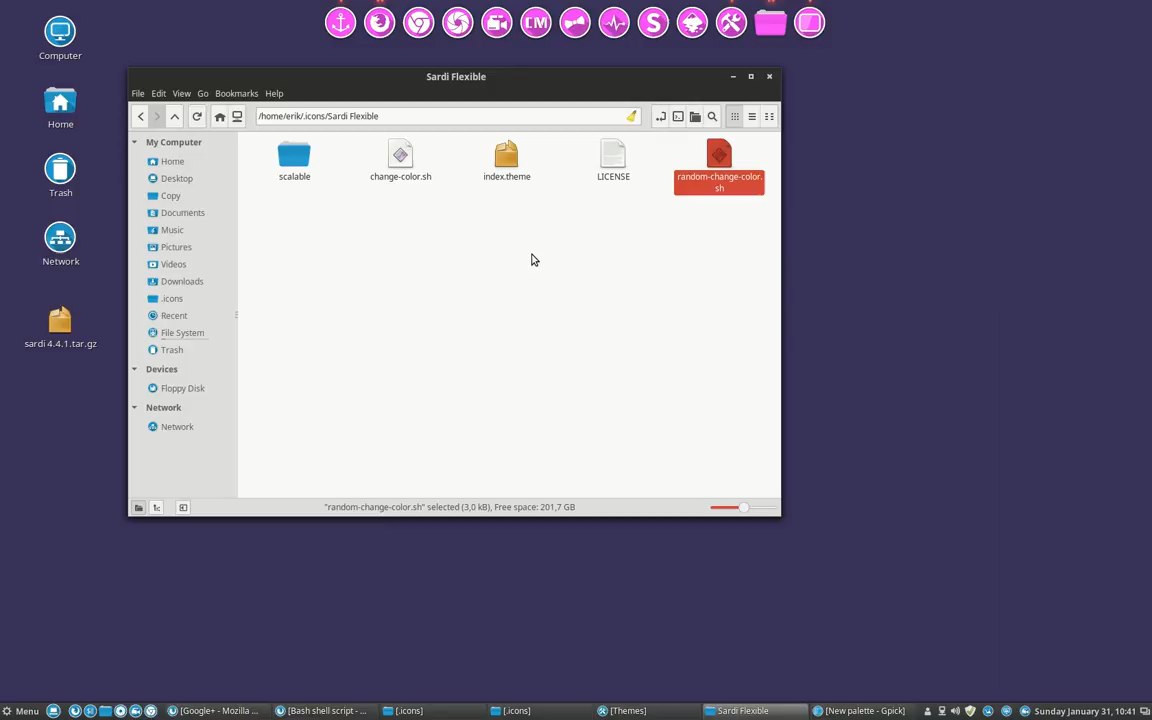 CM
S
Computer
Home
Trash
Network
sardi 4.4.1.tar.gz
Sardi Flexible
File Edit View Go Bookmarks Help
/home/erik/.icons/Sardi Flexible
My Computer
Home
Desktop
Copy
Documents
Music
Pictures
Videos
Downloads
.icons
Recent
File System
Trash
Devices
Floppy Disk
Network
Network
scalable
change-color.sh
index.theme
LICENSE
random-change-color.
sh
"random-change-color.sh" selected (3,0 kB), Free space: 201,7 GB
Menu [Google+ - Mozilla ... [Bash shell script - ... [.icons] [.icons] [Themes] Sardi Flexible [New palette - Gpick] Sunday January 31, 10:41